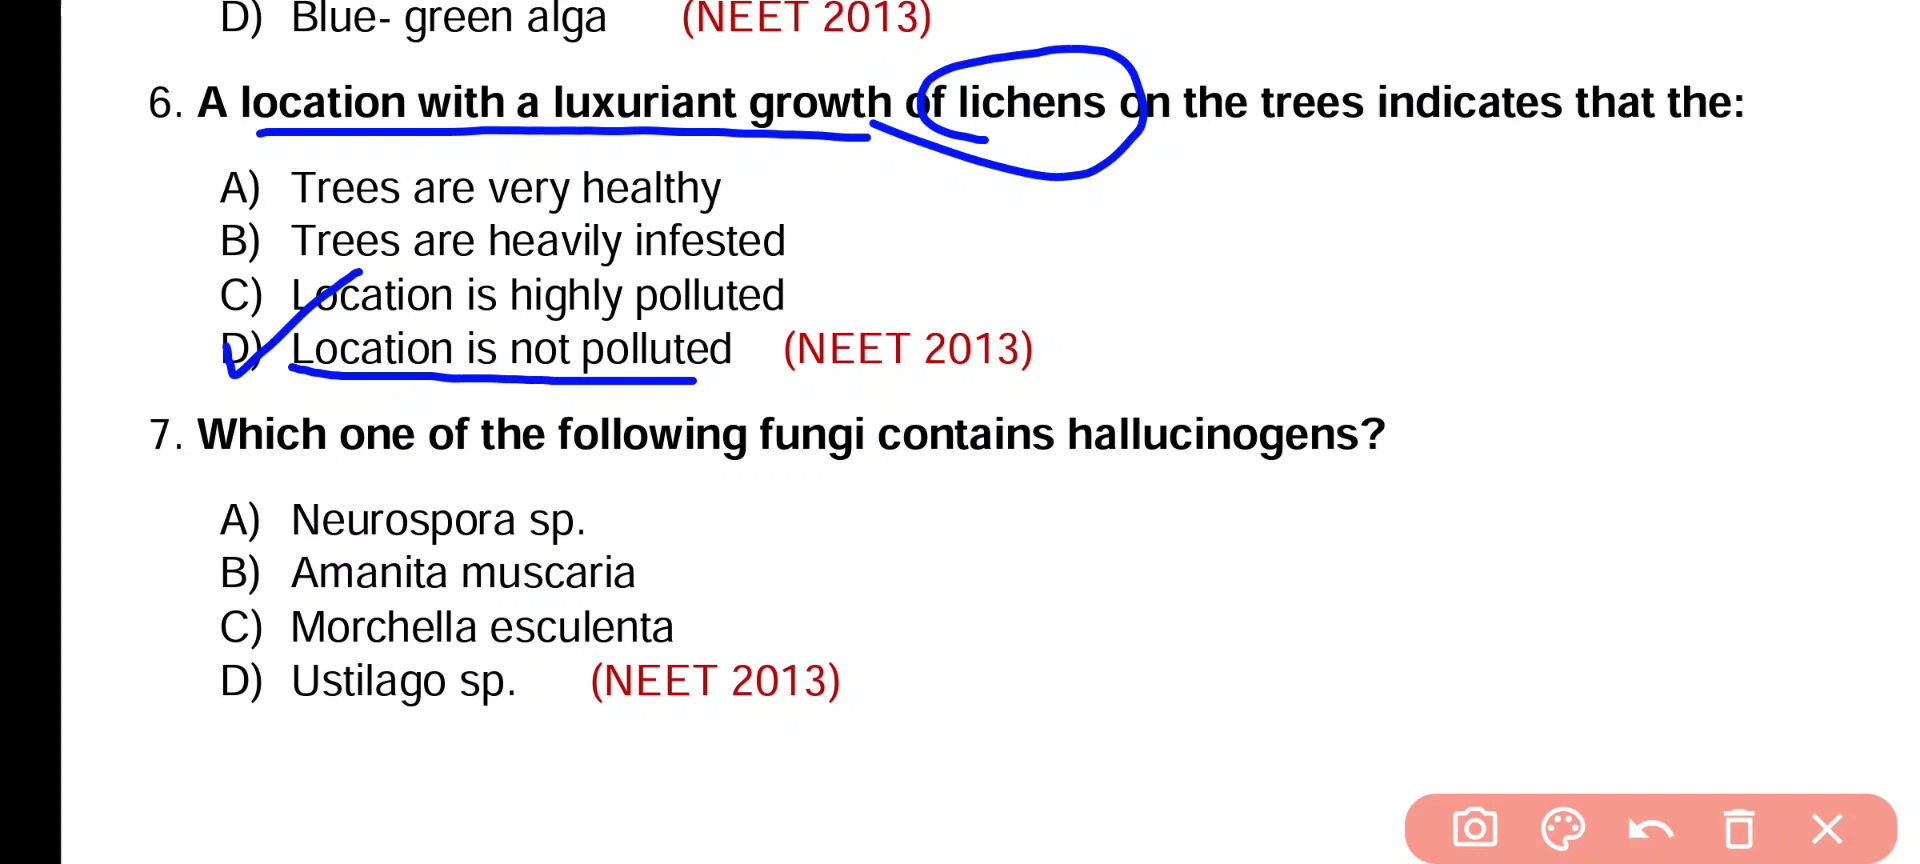 D) Blue- green alga (NEET 2013)
6. A location with a luxuriant growth of lichens on the trees indicates that the:
A) Trees are very healthy
B) Trees are heavily infested
C) Location is highly polluted
D) Location is not polluted (NEET 2013)
7. Which one of the following fungi contains hallucinogens?
A) Neurospora sp.
B) Amanita muscaria
C) Morchella esculenta
D) Ustilago sp. (NEET 2013)